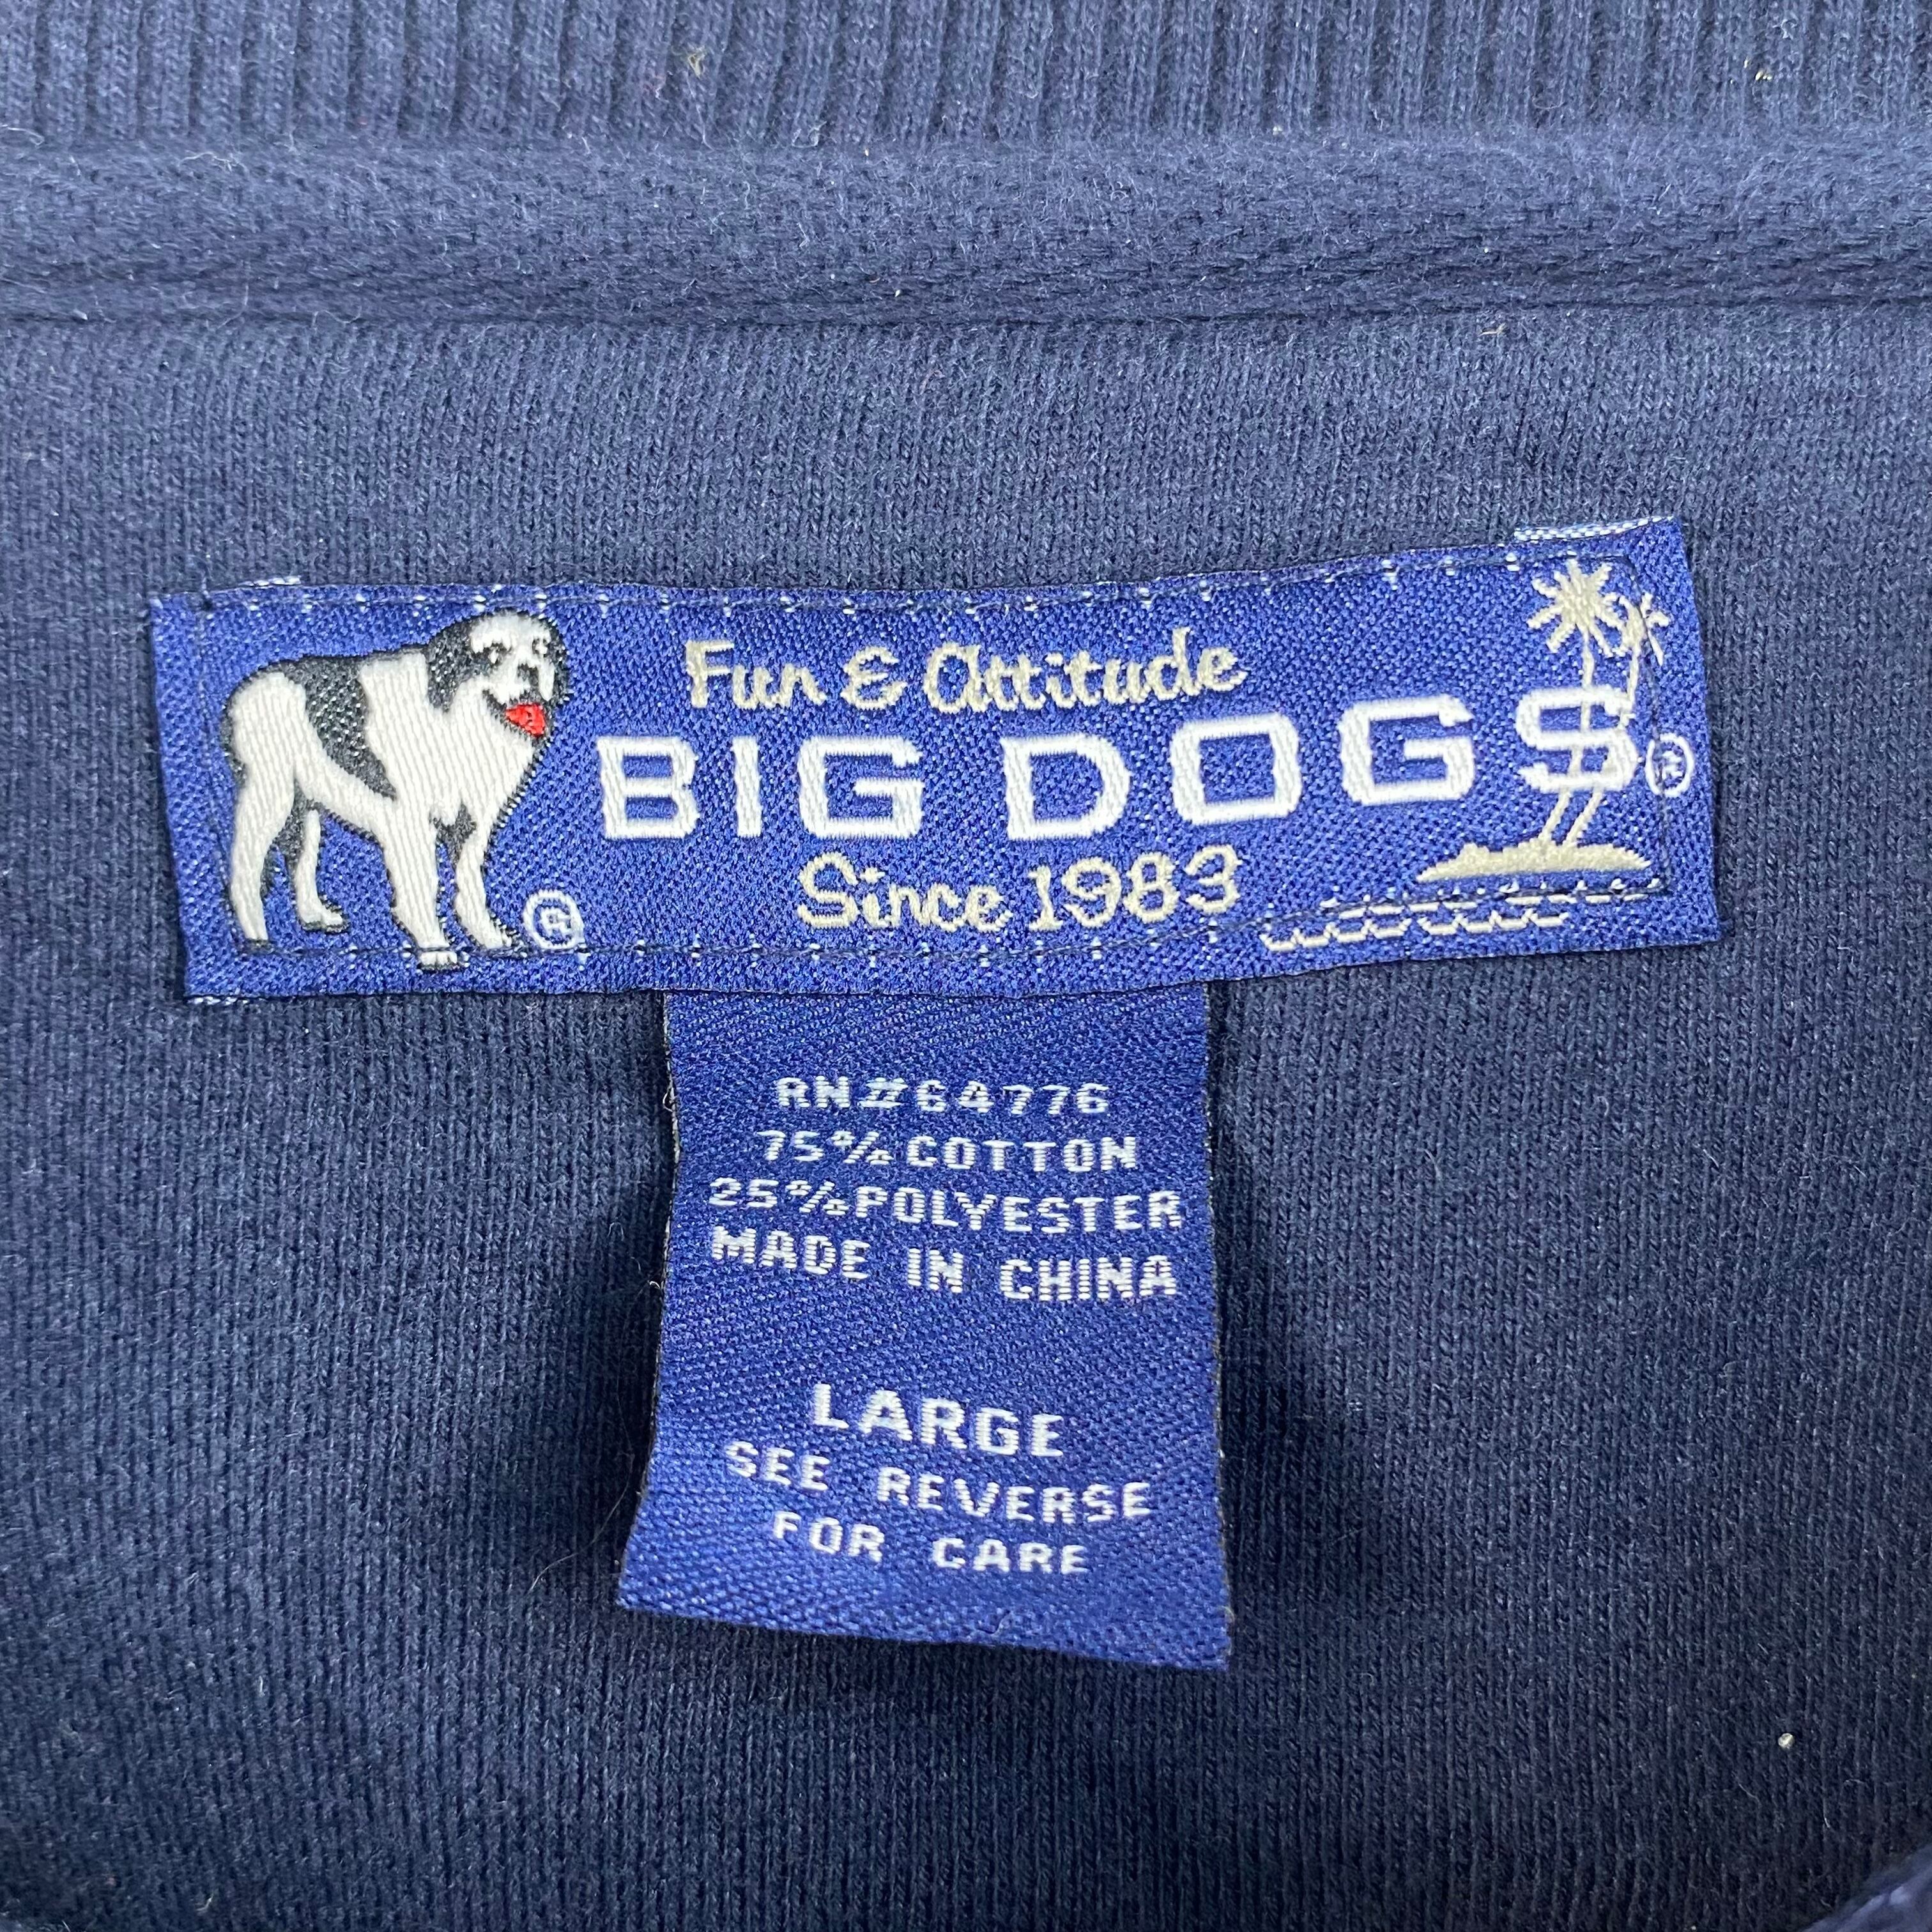 Fun & Attitude
BIG DOGS ®
Since 1983
©
RN#64776
75%COTTON
25%POLYESTER
MADE IN CHINA
LARGE
SEE REVERSE
FOR CARE